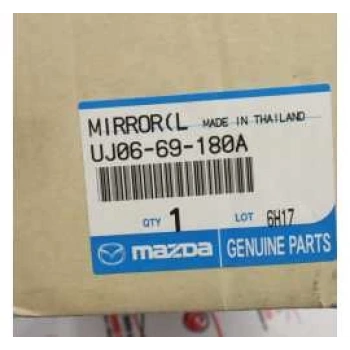 MIRROR(L MADE IN THAILAND
UJ06-69-180A
QTY 1 LOT 6H17
mazda GENUINE PARTS